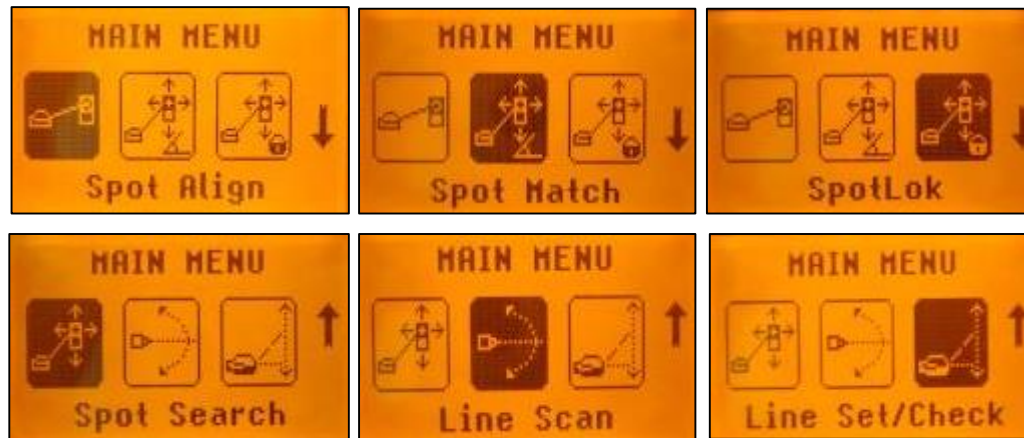 MAIN MENU
Spot Align
MAIN MENU
Spot Match
MAIN MENU
SpotLok
MAIN MENU
Spot Search
MAIN MENU
Line Scan
MAIN MENU
Line Set/Check